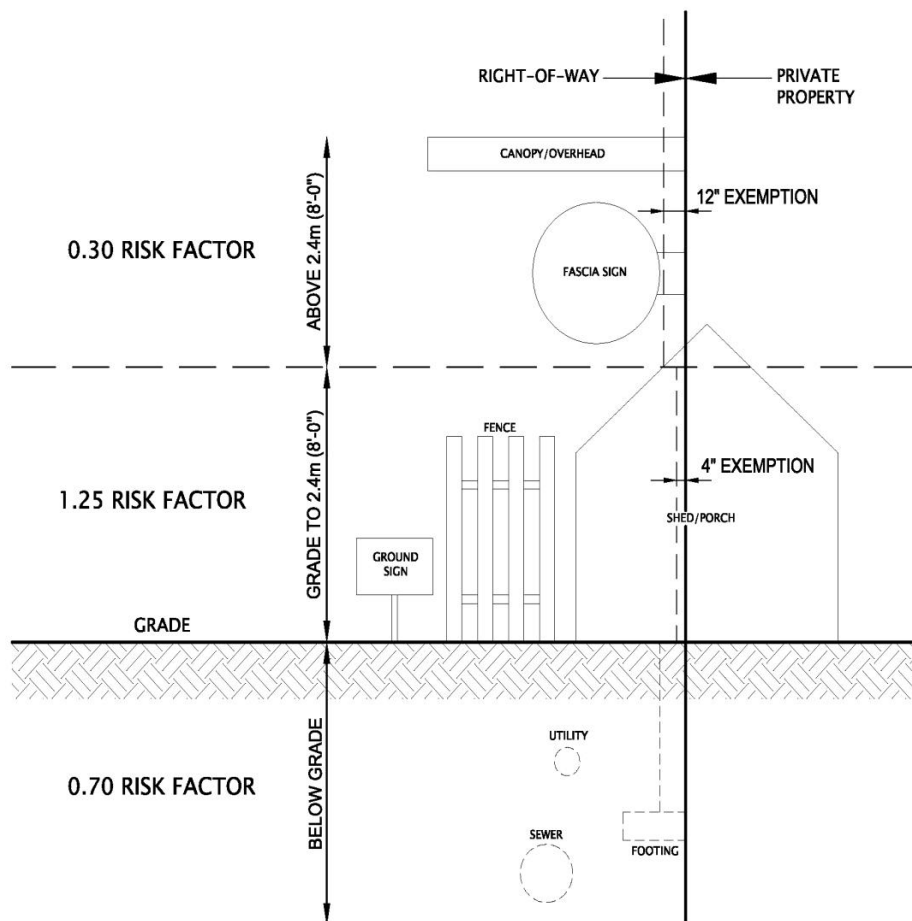 RIGHT-OF-WAY
PRIVATE
PROPERTY
CANOPY/OVERHEAD
12" EXEMPTION
0.30 RISK FACTOR
ABOVE 2.4m (8'-0")
FASCIA SIGN
FENCE
4" EXEMPTION
1.25 RISK FACTOR
GRADE TO 2.4m (8'-0")
SHED/PORCH
GROUND
SIGN
GRADE
UTILITY
0.70 RISK FACTOR
BELOW GRADE
SEWER
FOOTING